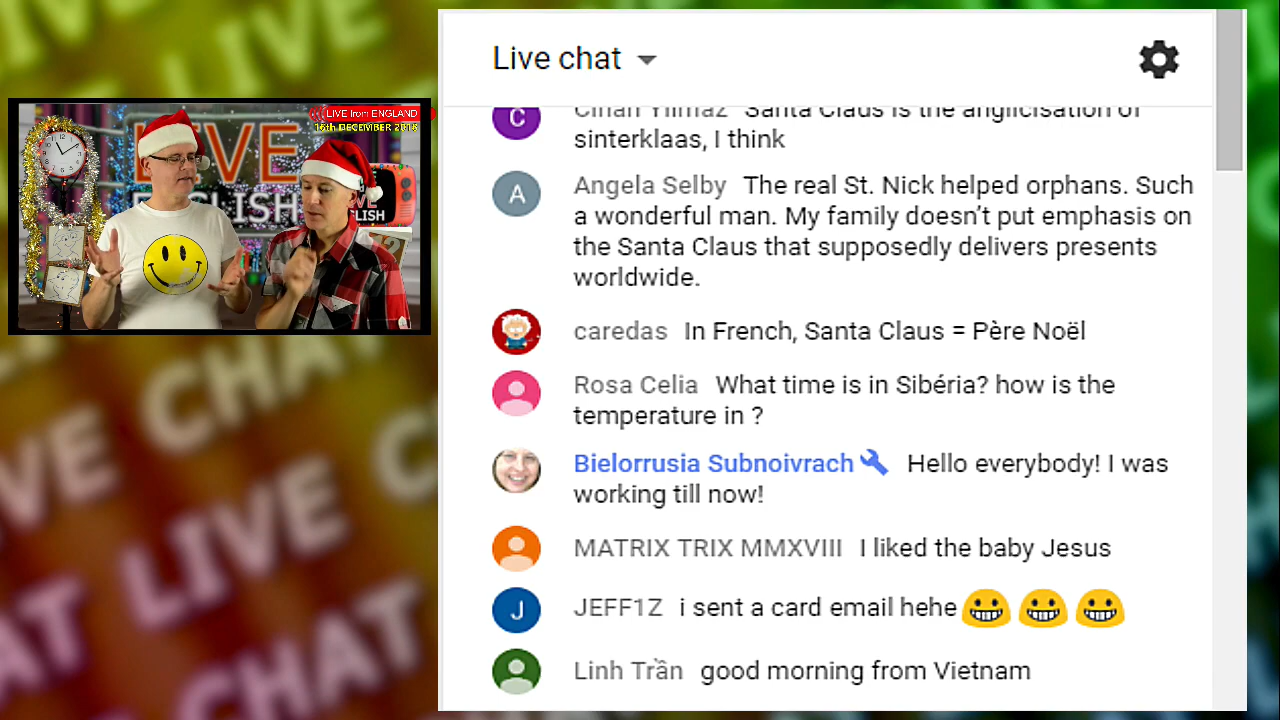 LIVE from ENGLAND
16th DECEMBER 2018
LIVE
ENGLISH
Live chat
C
Cihan Yilmaz Santa Claus is the anglicisation of
sinterklaas, I think
A
Angela Selby The real St. Nick helped orphans. Such
a wonderful man. My family doesn’t put emphasis on
the Santa Claus that supposedly delivers presents
worldwide.
caredas In French, Santa Claus = Père Noël
Rosa Celia What time is in Sibéria? how is the
temperature in ?
Bielorrusia Subnoivrach Hello everybody! I was
working till now!
MATRIX TRIX MMXVIII I liked the baby Jesus
J
JEFF1Z i sent a card email hehe
Linh Trần good morning from Vietnam
LIVE CHAT
LIVE CHAT